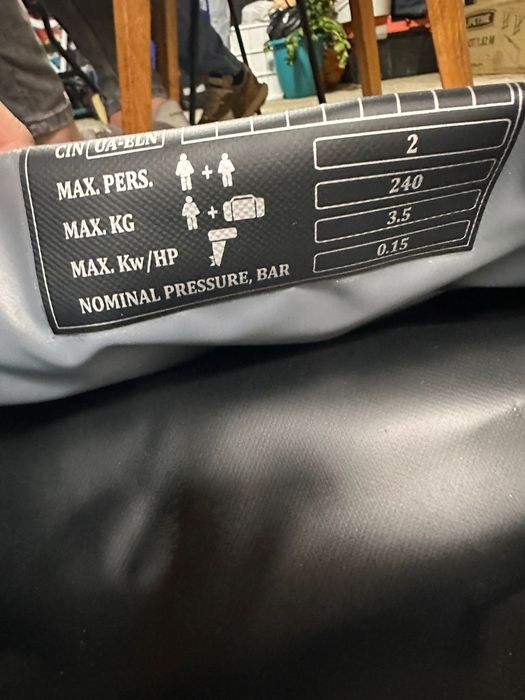 CIN UA-BLN
MAX. PERS. + 2
MAX. KG + 240
MAX. Kw/HP 3.5
NOMINAL PRESSURE, BAR 0.15